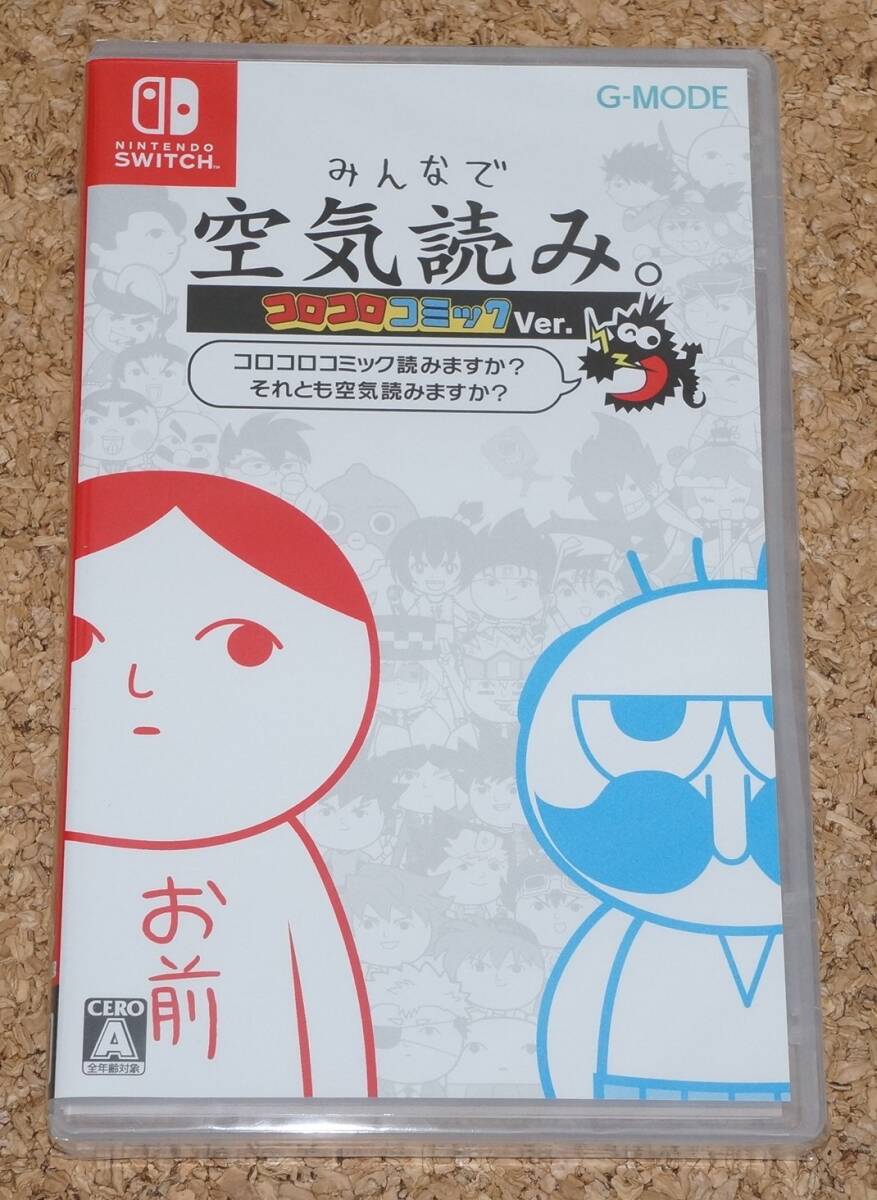 NINTENDO
SWITCH™
G-MODE
みんなで
空気読み。
コロコロコミック Ver.
コロコロコミック読みますか？
それとも空気読みますか？
お前
CERO
A
全年齢対象